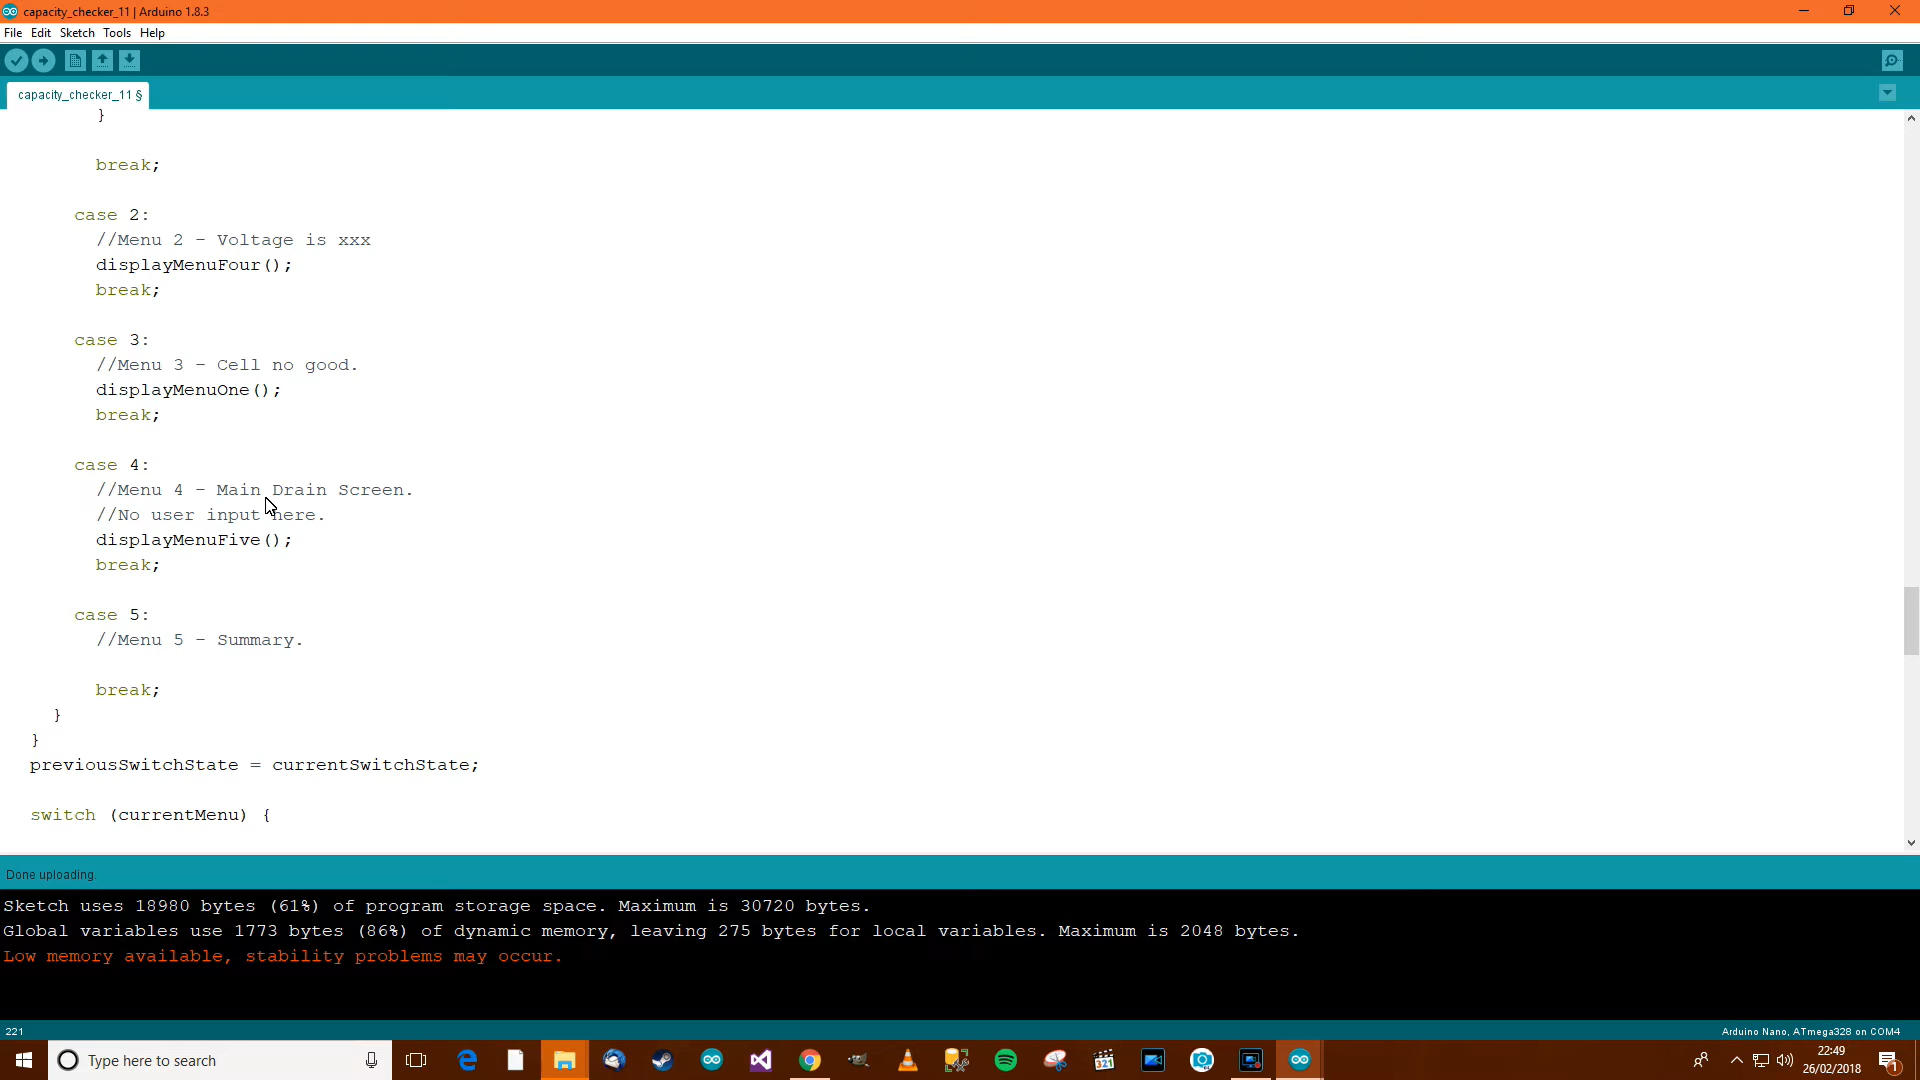 capacity_checker_11 | Arduino 1.8.3
File Edit Sketch Tools Help
capacity_checker_11 §
}
break;
case 2:
//Menu 2 - Voltage is xxx
displayMenuFour();
break;
case 3:
//Menu 3 - Cell no good.
displayMenuOne();
break;
case 4:
//Menu 4 - Main Drain Screen.
//No user input here.
displayMenuFive();
break;
case 5:
//Menu 5 - Summary.
break;
}
}
previousSwitchState = currentSwitchState;
switch (currentMenu) {
Done uploading.
Sketch uses 18980 bytes (61%) of program storage space. Maximum is 30720 bytes.
Global variables use 1773 bytes (86%) of dynamic memory, leaving 275 bytes for local variables. Maximum is 2048 bytes.
Low memory available, stability problems may occur.
221
Arduino Nano, ATmega328 on COM4
Type here to search
321
22:49
26/02/2018
1